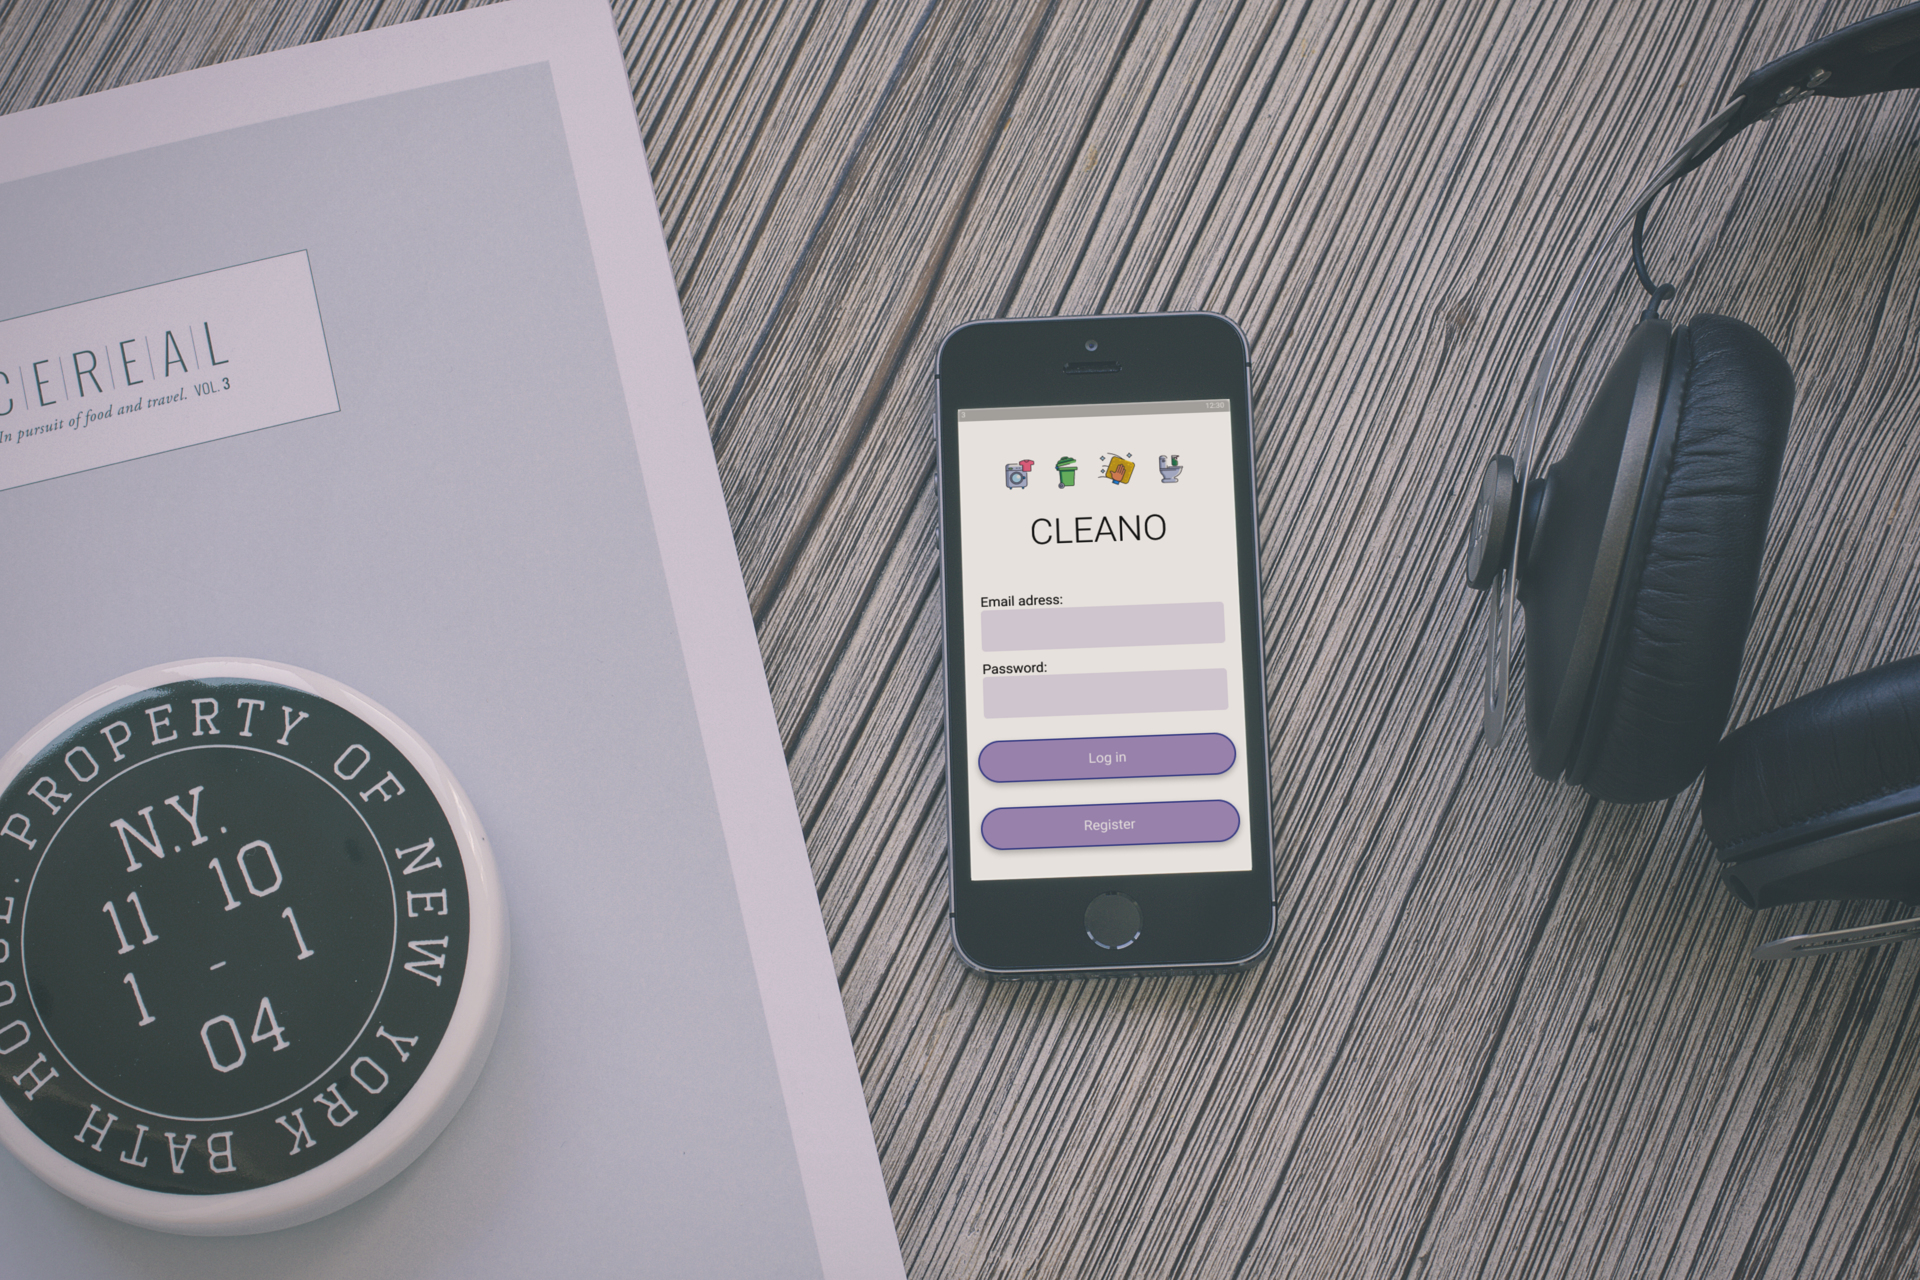 CEREAL
In pursuit of food and travel. VOL. 3
PROPERTY OF NEW YORK BATH HOUSE.
N.Y.
11 10
1 - 1
04
12:30
CLEANO
Email adress:
Password:
Log in
Register